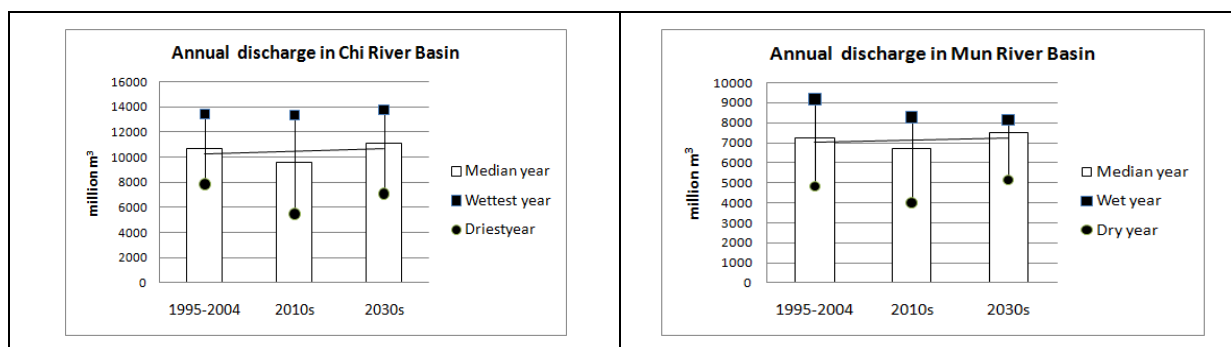 Annual discharge in Chi River Basin
16000
14000
12000
10000
8000
6000
4000
2000
0
million m³
1995-2004
2010s
2030s
Median year
Wettest year
Driestyear
Annual discharge in Mun River Basin
10000
9000
8000
7000
6000
5000
4000
3000
2000
1000
0
million m³
1995-2004
2010s
2030s
Median year
Wet year
Dry year